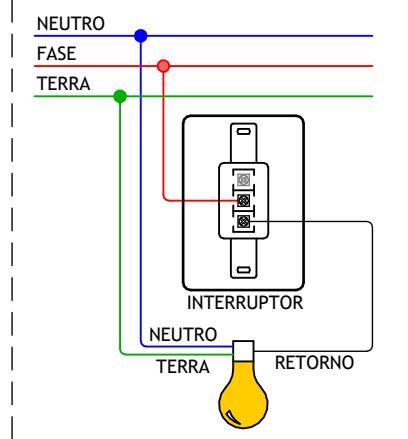 NEUTRO
FASE
TERRA
INTERRUPTOR
NEUTRO
TERRA
RETORNO